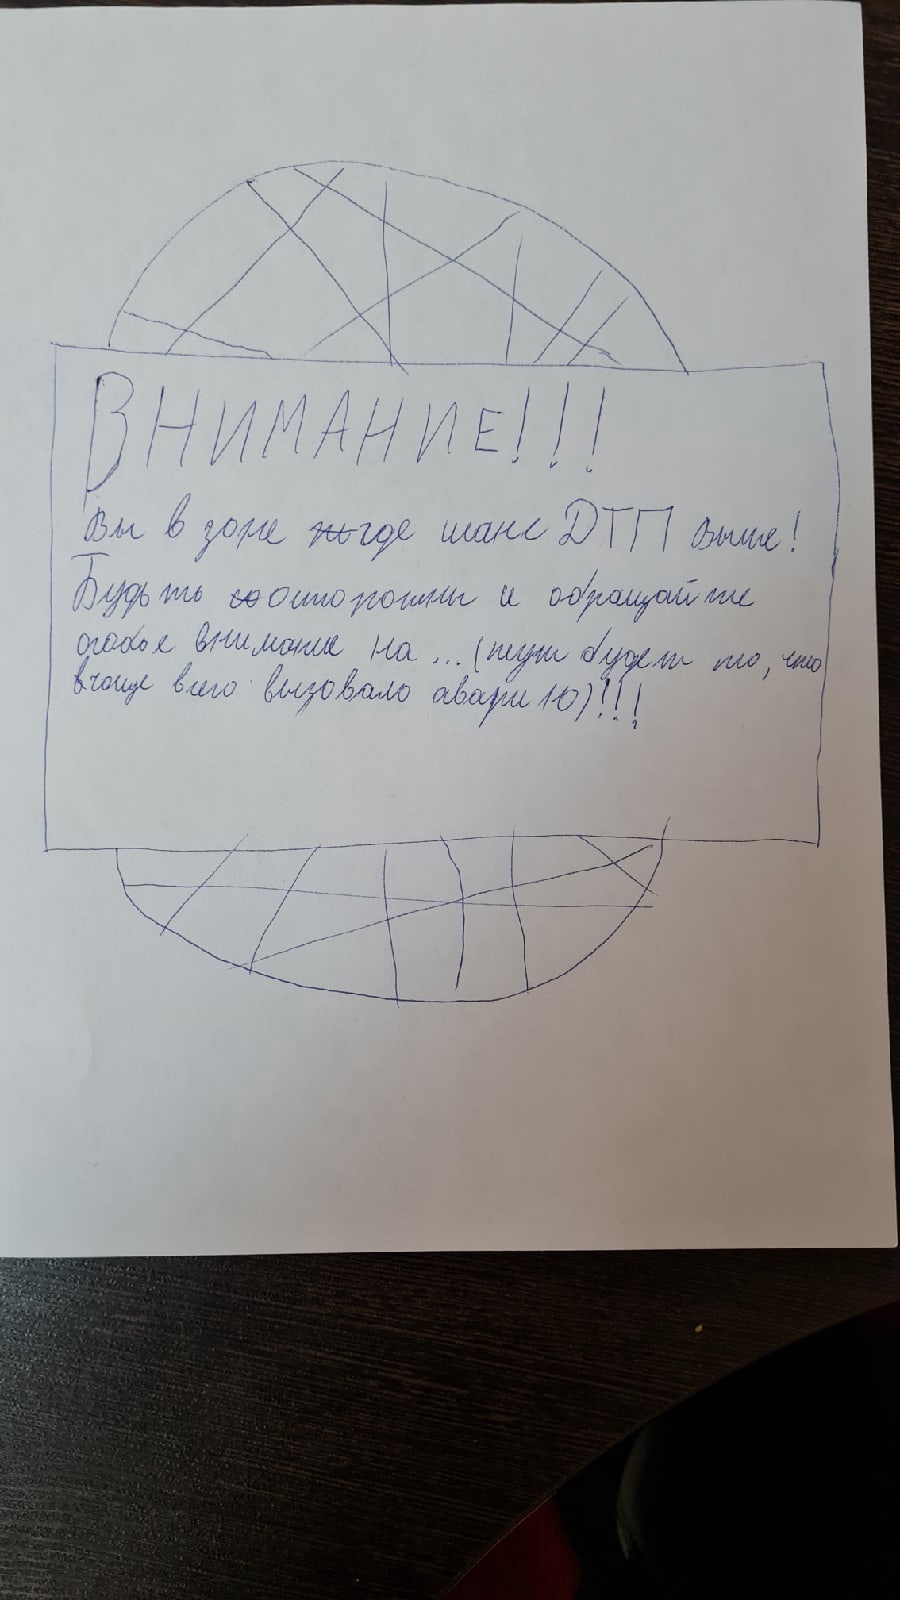 ВНИМАНИЕ!!!
Вы в зоне где шанс ДТП выше!
Будьте осторожны и обращайте
особое внимание на ... (тут будет то, что
чаще всего вызовало аварию)!!!